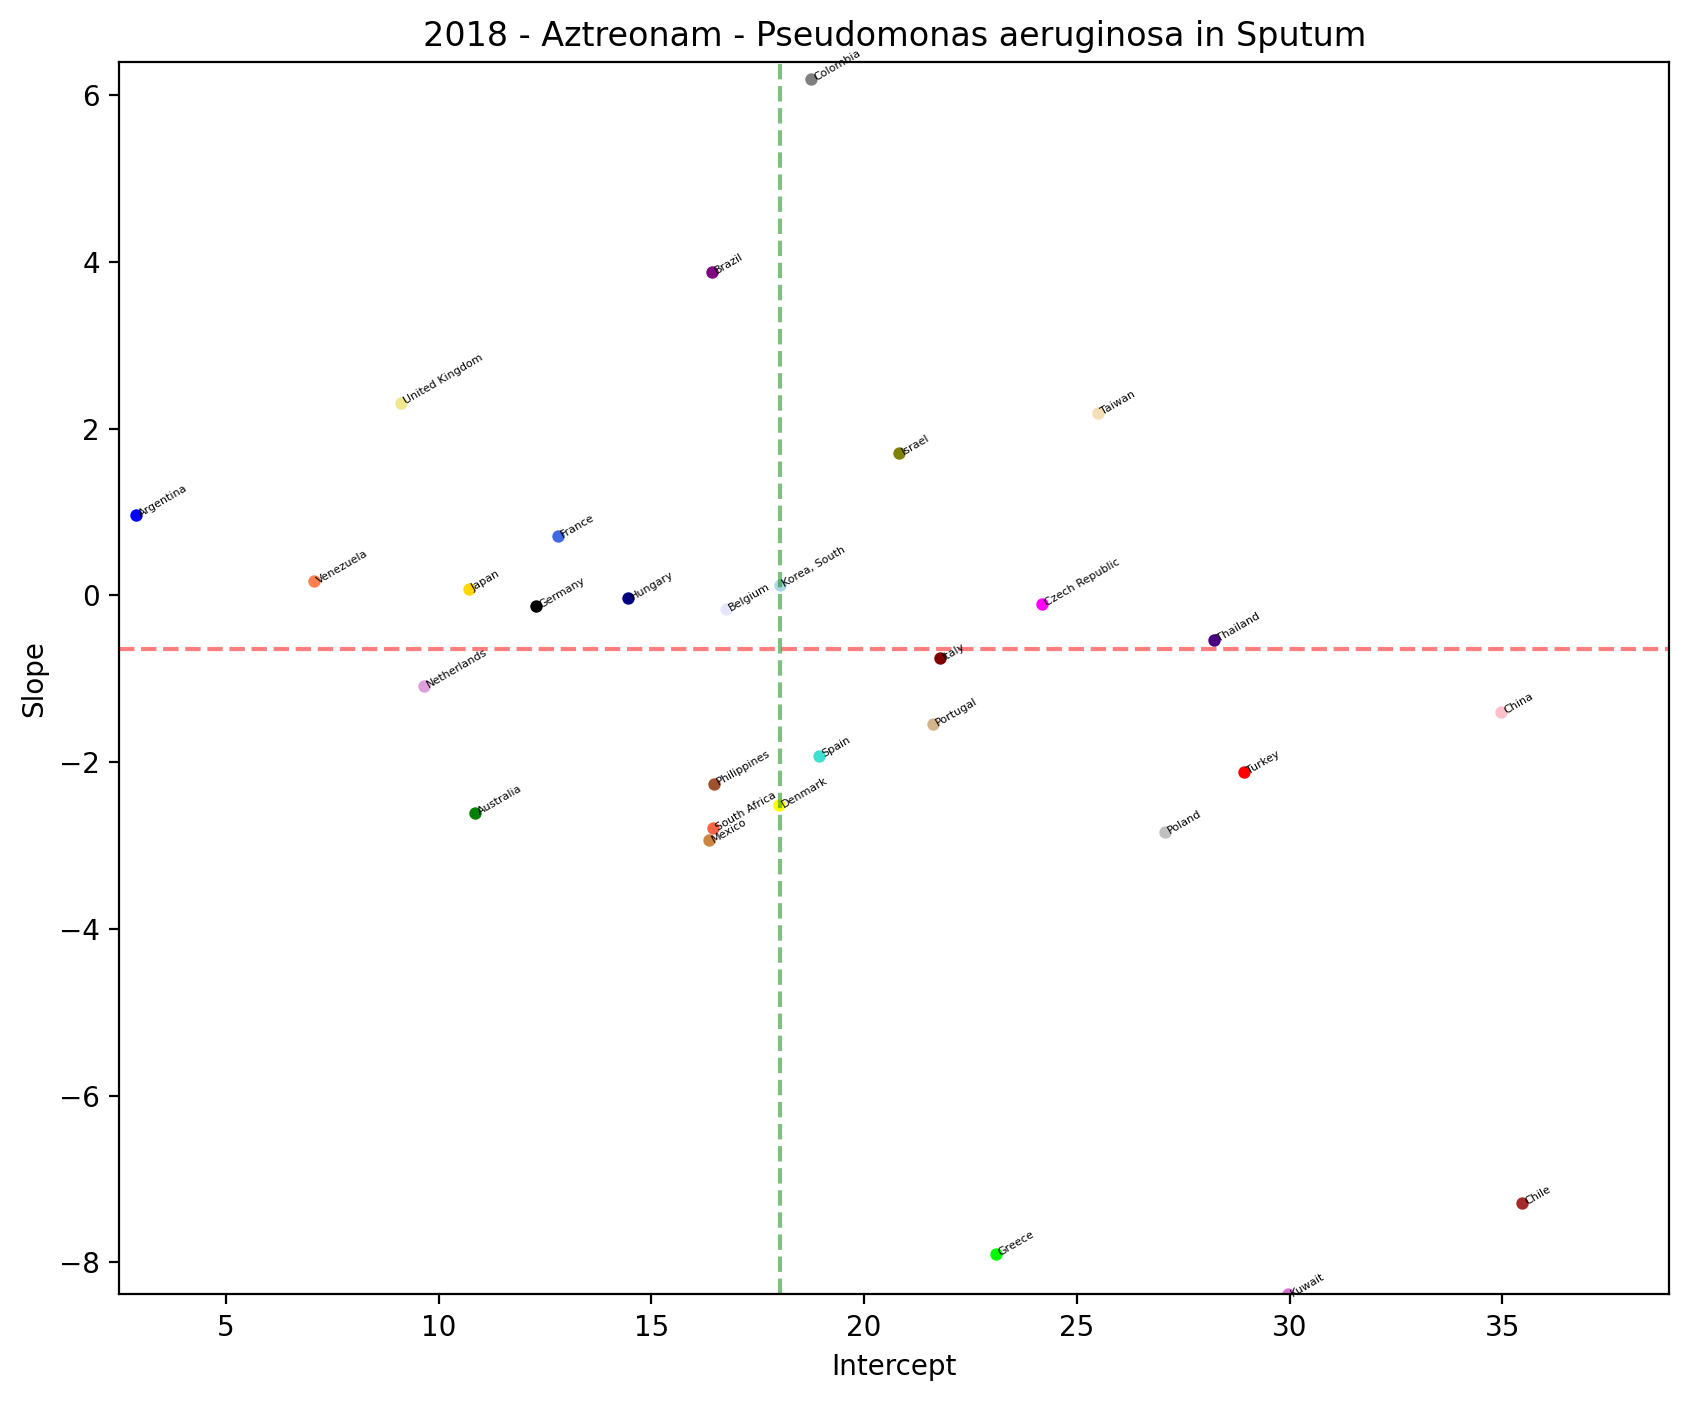 2018 - Aztreonam - Pseudomonas aeruginosa in Sputum
Colombia
6
Brazil
4
United Kingdom
Taiwan
2
Israel
Argentina
France
Korea, South
Venezuela
Japan
Germany
Hungary
Belgium
Czech Republic
0
Thailand
Italy
Netherlands
Slope
Portugal
China
Spain
Philippines
Turkey
−2
Denmark
Australia
South Africa
Mexico
Poland
−4
−6
Chile
Greece
−8
Kuwait
5
10
15
20
25
30
35
Intercept